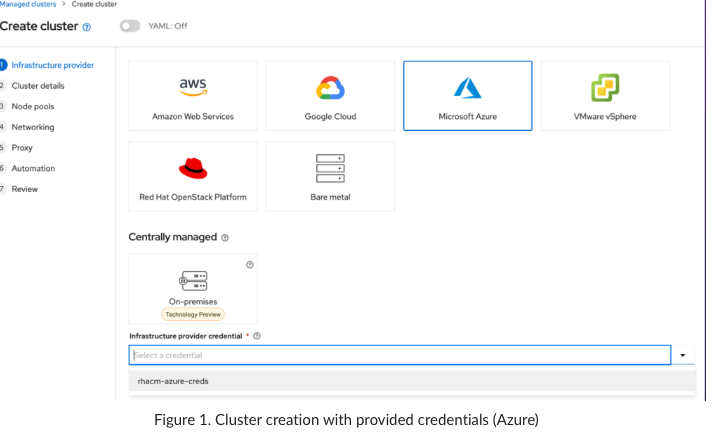 Managed clusters > Create cluster
Create cluster
YAML: Off
1 Infrastructure provider
2 Cluster details
3 Node pools
4 Networking
5 Proxy
6 Automation
7 Review
aws
Amazon Web Services
Google Cloud
Microsoft Azure
VMware vSphere
Red Hat OpenStack Platform
Bare metal
Centrally managed
On-premises
Technology Preview
Infrastructure provider credential *
Select a credential
rhacm-azure-creds
Figure 1. Cluster creation with provided credentials (Azure)